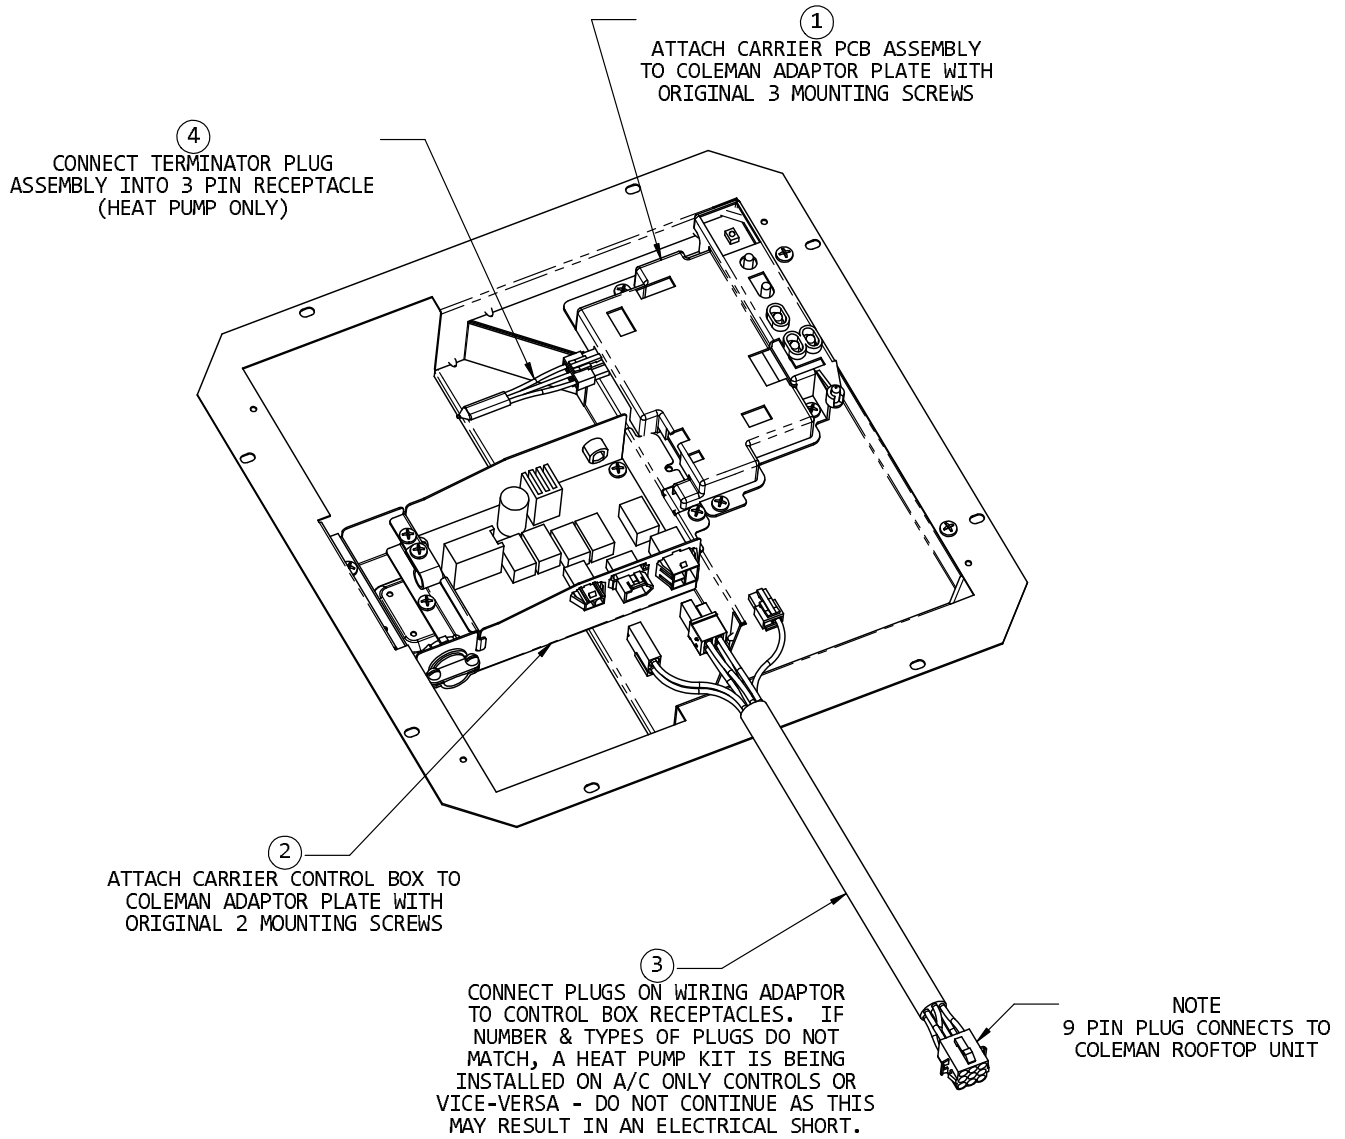 1
ATTACH CARRIER PCB ASSEMBLY
TO COLEMAN ADAPTOR PLATE WITH
ORIGINAL 3 MOUNTING SCREWS
4
CONNECT TERMINATOR PLUG
ASSEMBLY INTO 3 PIN RECEPTACLE
(HEAT PUMP ONLY)
2
ATTACH CARRIER CONTROL BOX TO
COLEMAN ADAPTOR PLATE WITH
ORIGINAL 2 MOUNTING SCREWS
3
CONNECT PLUGS ON WIRING ADAPTOR
TO CONTROL BOX RECEPTACLES. IF
NUMBER & TYPES OF PLUGS DO NOT
MATCH, A HEAT PUMP KIT IS BEING
INSTALLED ON A/C ONLY CONTROLS OR
VICE-VERSA - DO NOT CONTINUE AS THIS
MAY RESULT IN AN ELECTRICAL SHORT.
NOTE
9 PIN PLUG CONNECTS TO
COLEMAN ROOFTOP UNIT